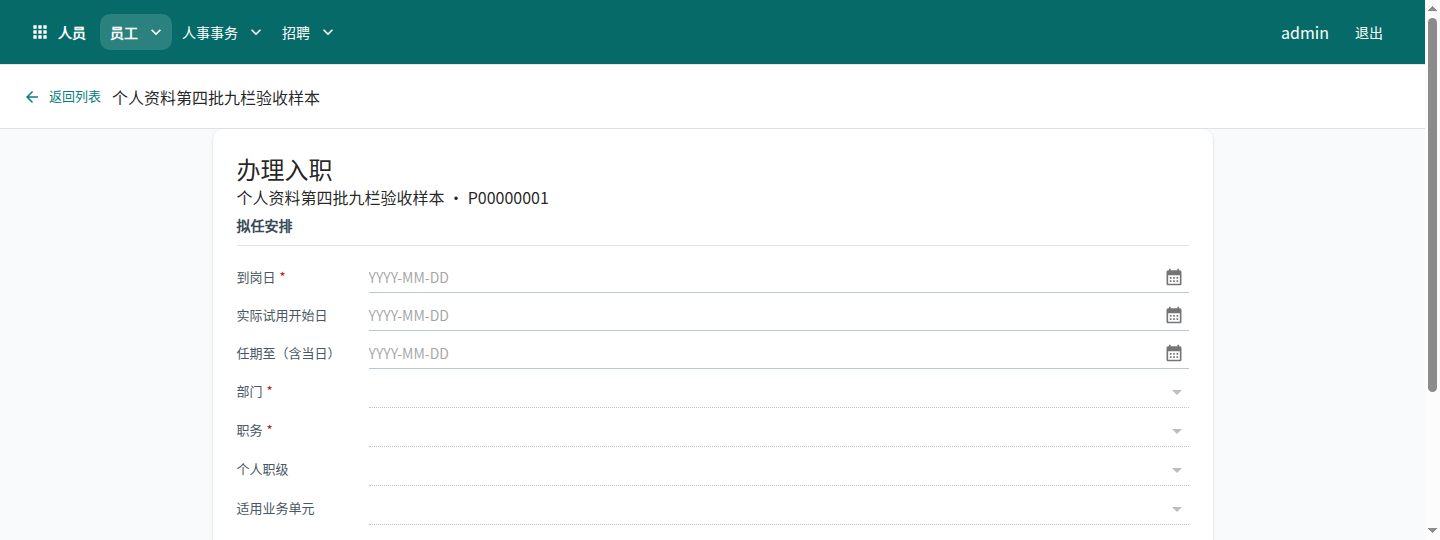 人员 员工 人事事务 招聘 admin 退出
返回列表 个人资料第四批九栏验收样本
办理入职
个人资料第四批九栏验收样本 · P00000001
拟任安排
到岗日 * YYYY-MM-DD
实际试用开始日 YYYY-MM-DD
任期至（含当日） YYYY-MM-DD
部门 *
职务 *
个人职级
适用业务单元